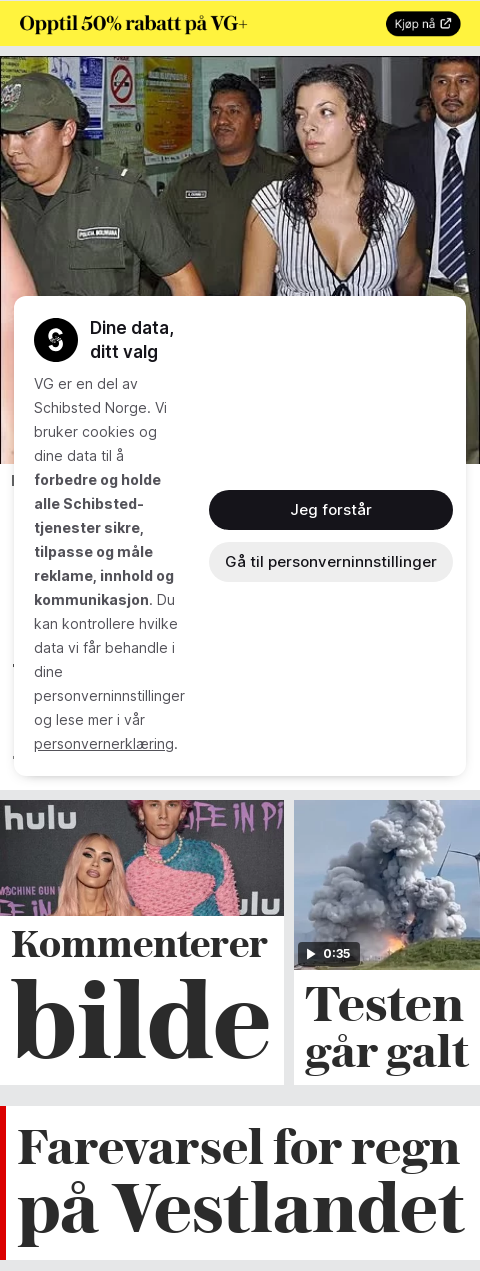 Opptil 50% rabatt på VG+
Kjøp nå
POLICIA BOLIVIANA
Dine data,
ditt valg
VG er en del av
Schibsted Norge. Vi
bruker cookies og
dine data til å
forbedre og holde
alle Schibsted-
tjenester sikre,
tilpasse og måle
reklame, innhold og
kommunikasjon. Du
kan kontrollere hvilke
data vi får behandle i
dine
personverninnstillinger
og lese mer i vår
personvernerklæring.
Jeg forstår
Gå til personverninnstillinger
hulu
LIFE IN PI
MACHINE GUN
hulu
0:35
Kommenterer
bilde
Testen
går galt
Farevarsel for regn
på Vestlandet